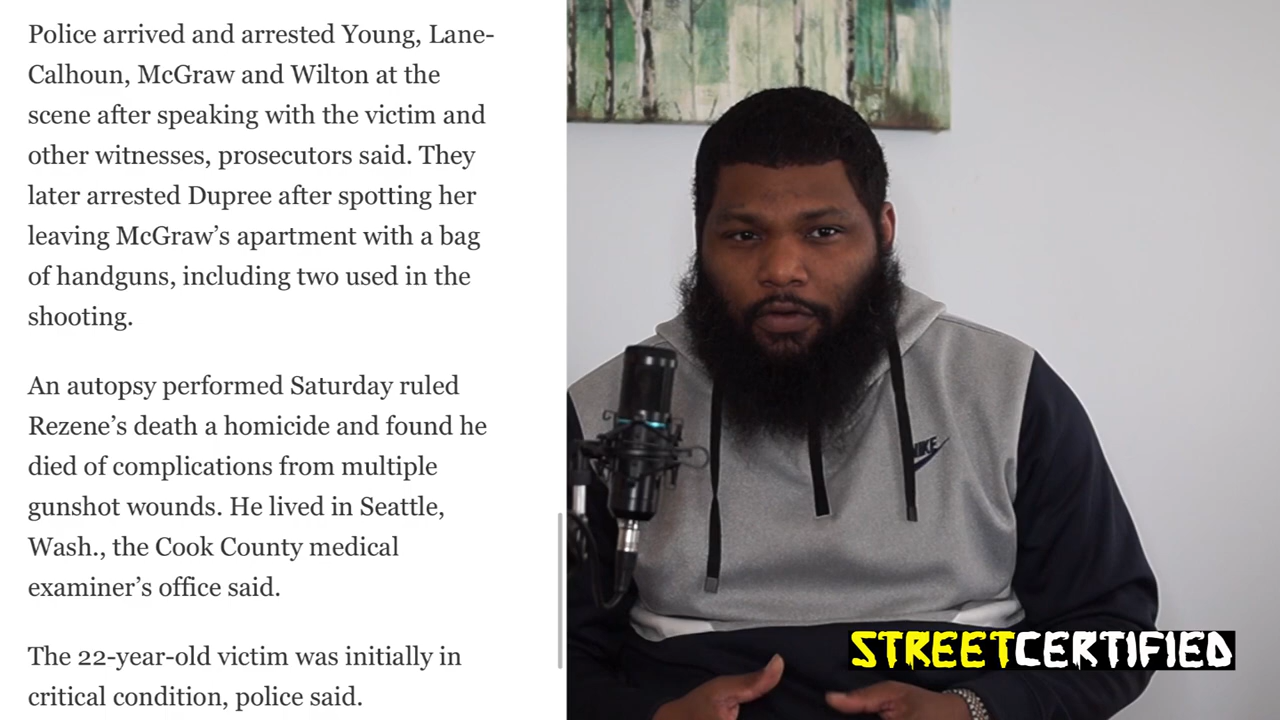 Police arrived and arrested Young, Lane-
Calhoun, McGraw and Wilton at the
scene after speaking with the victim and
other witnesses, prosecutors said. They
later arrested Dupree after spotting her
leaving McGraw’s apartment with a bag
of handguns, including two used in the
shooting.
An autopsy performed Saturday ruled
Rezene’s death a homicide and found he
died of complications from multiple
gunshot wounds. He lived in Seattle,
Wash., the Cook County medical
examiner’s office said.
The 22-year-old victim was initially in
critical condition, police said.
NIKE
STREETCERTIFIED